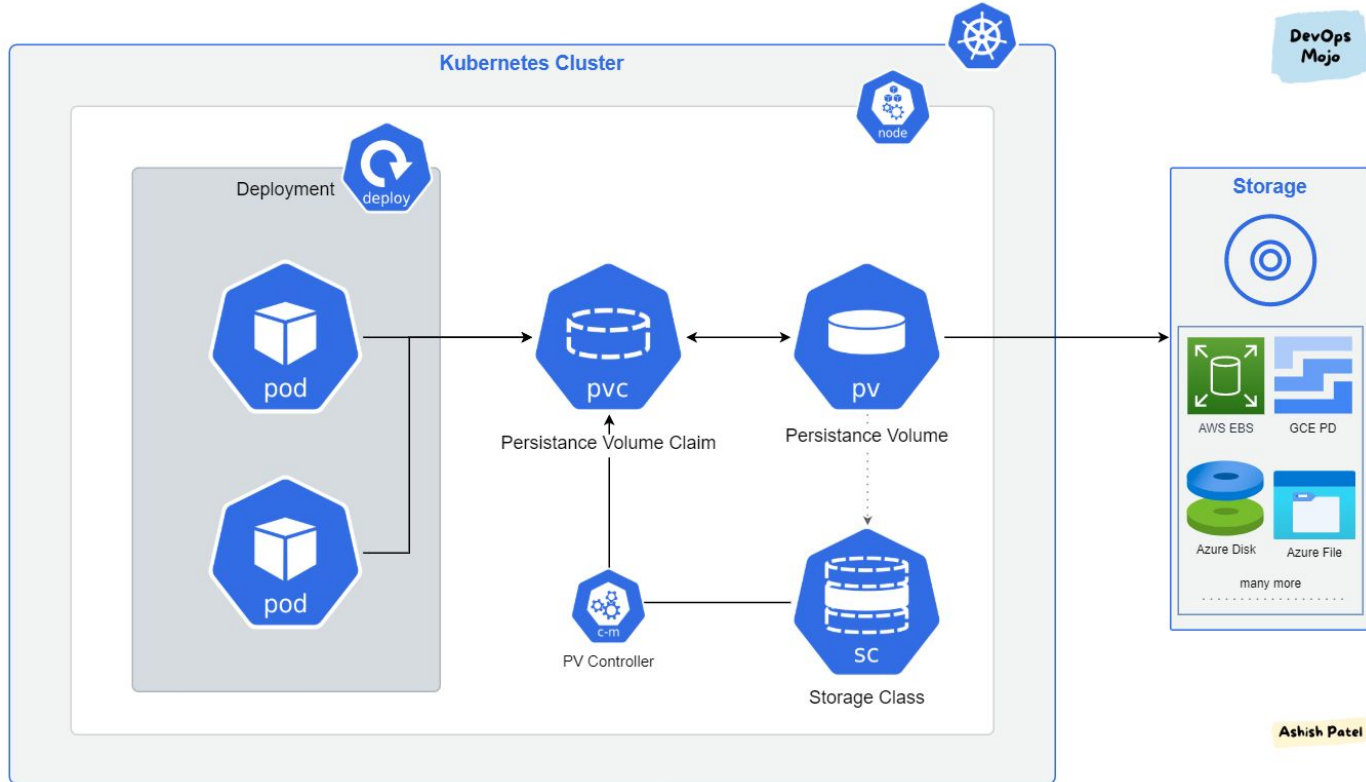 DevOps
Mojo
Kubernetes Cluster
node
Deployment
deploy
Storage
pod
pvc
pv
AWS EBS
GCE PD
Persistance Volume Claim
Persistance Volume
pod
c-m
PV Controller
sc
Storage Class
Azure Disk
Azure File
many more
Ashish Patel